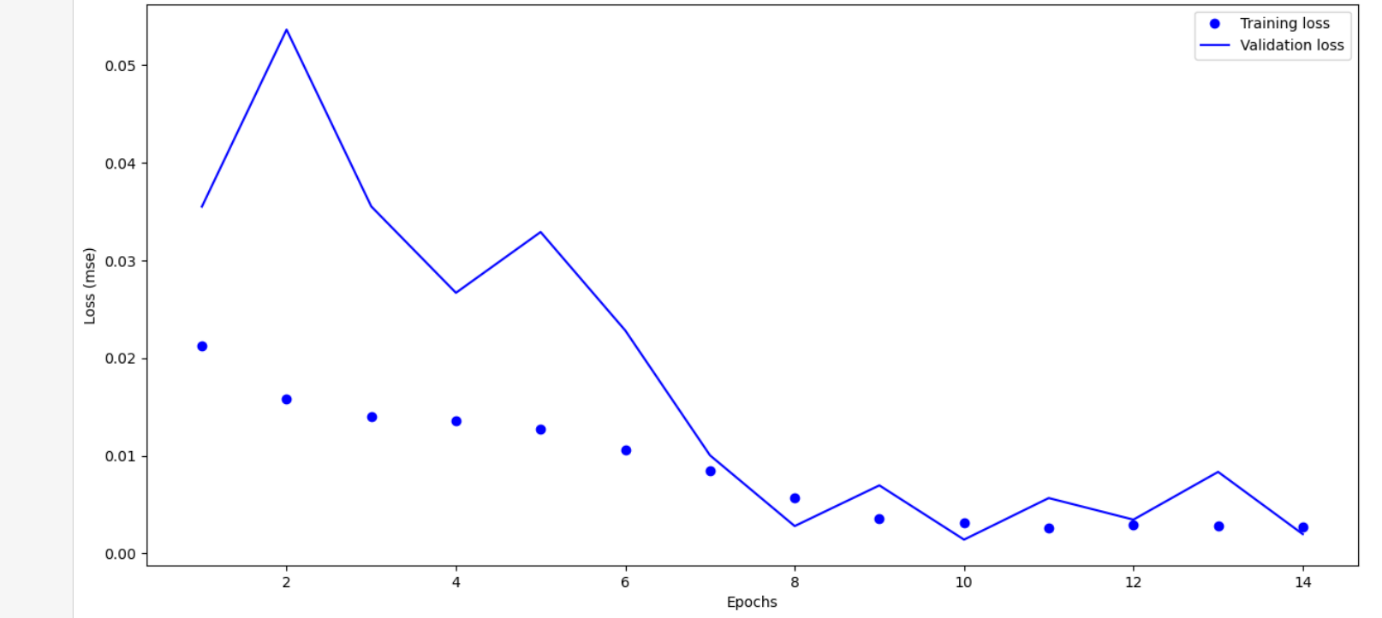 Training loss
Validation loss
0.05
0.04
0.03
0.02
0.01
0.00
Loss (mse)
2 4 6 8 10 12 14
Epochs